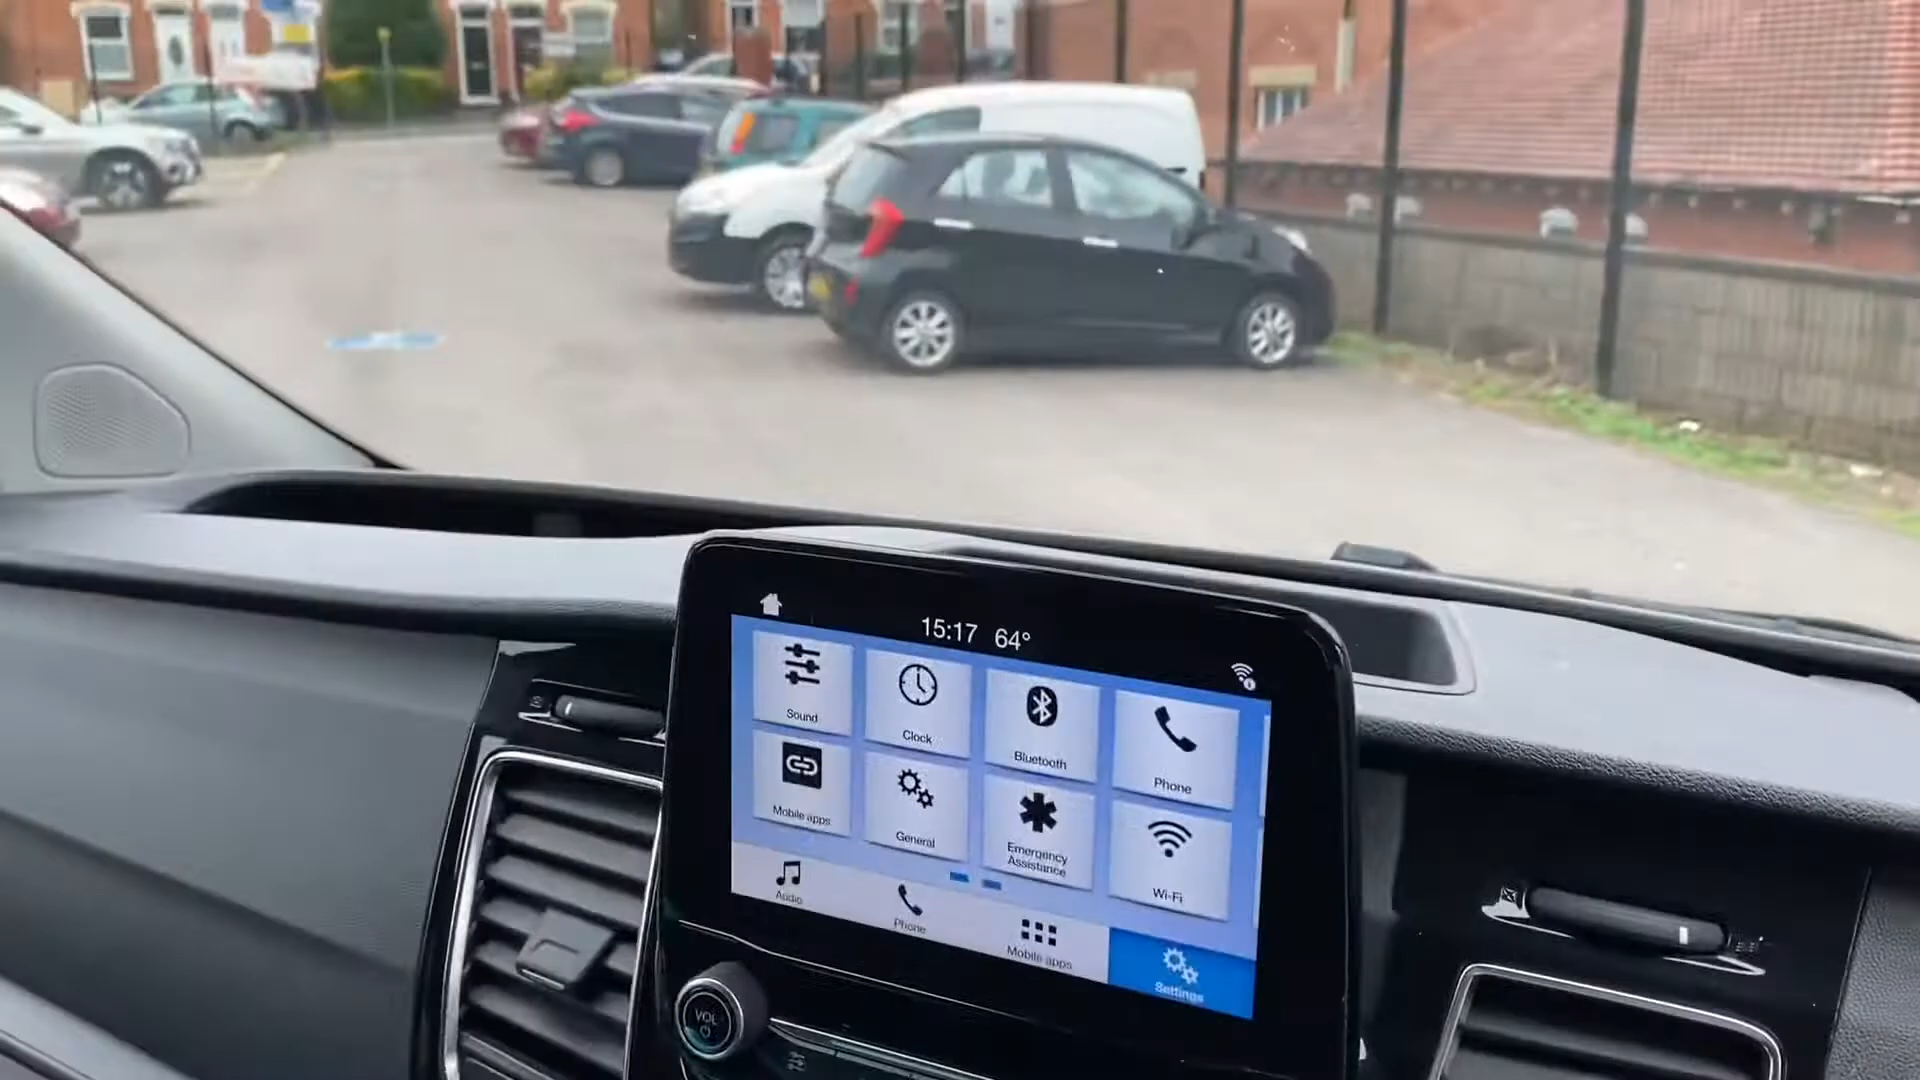 15:17 64°
Sound
Clock
Bluetooth
Phone
Mobile apps
General
Emergency
Assistance
Wi-Fi
Audio
Phone
Mobile apps
Settings
VOL